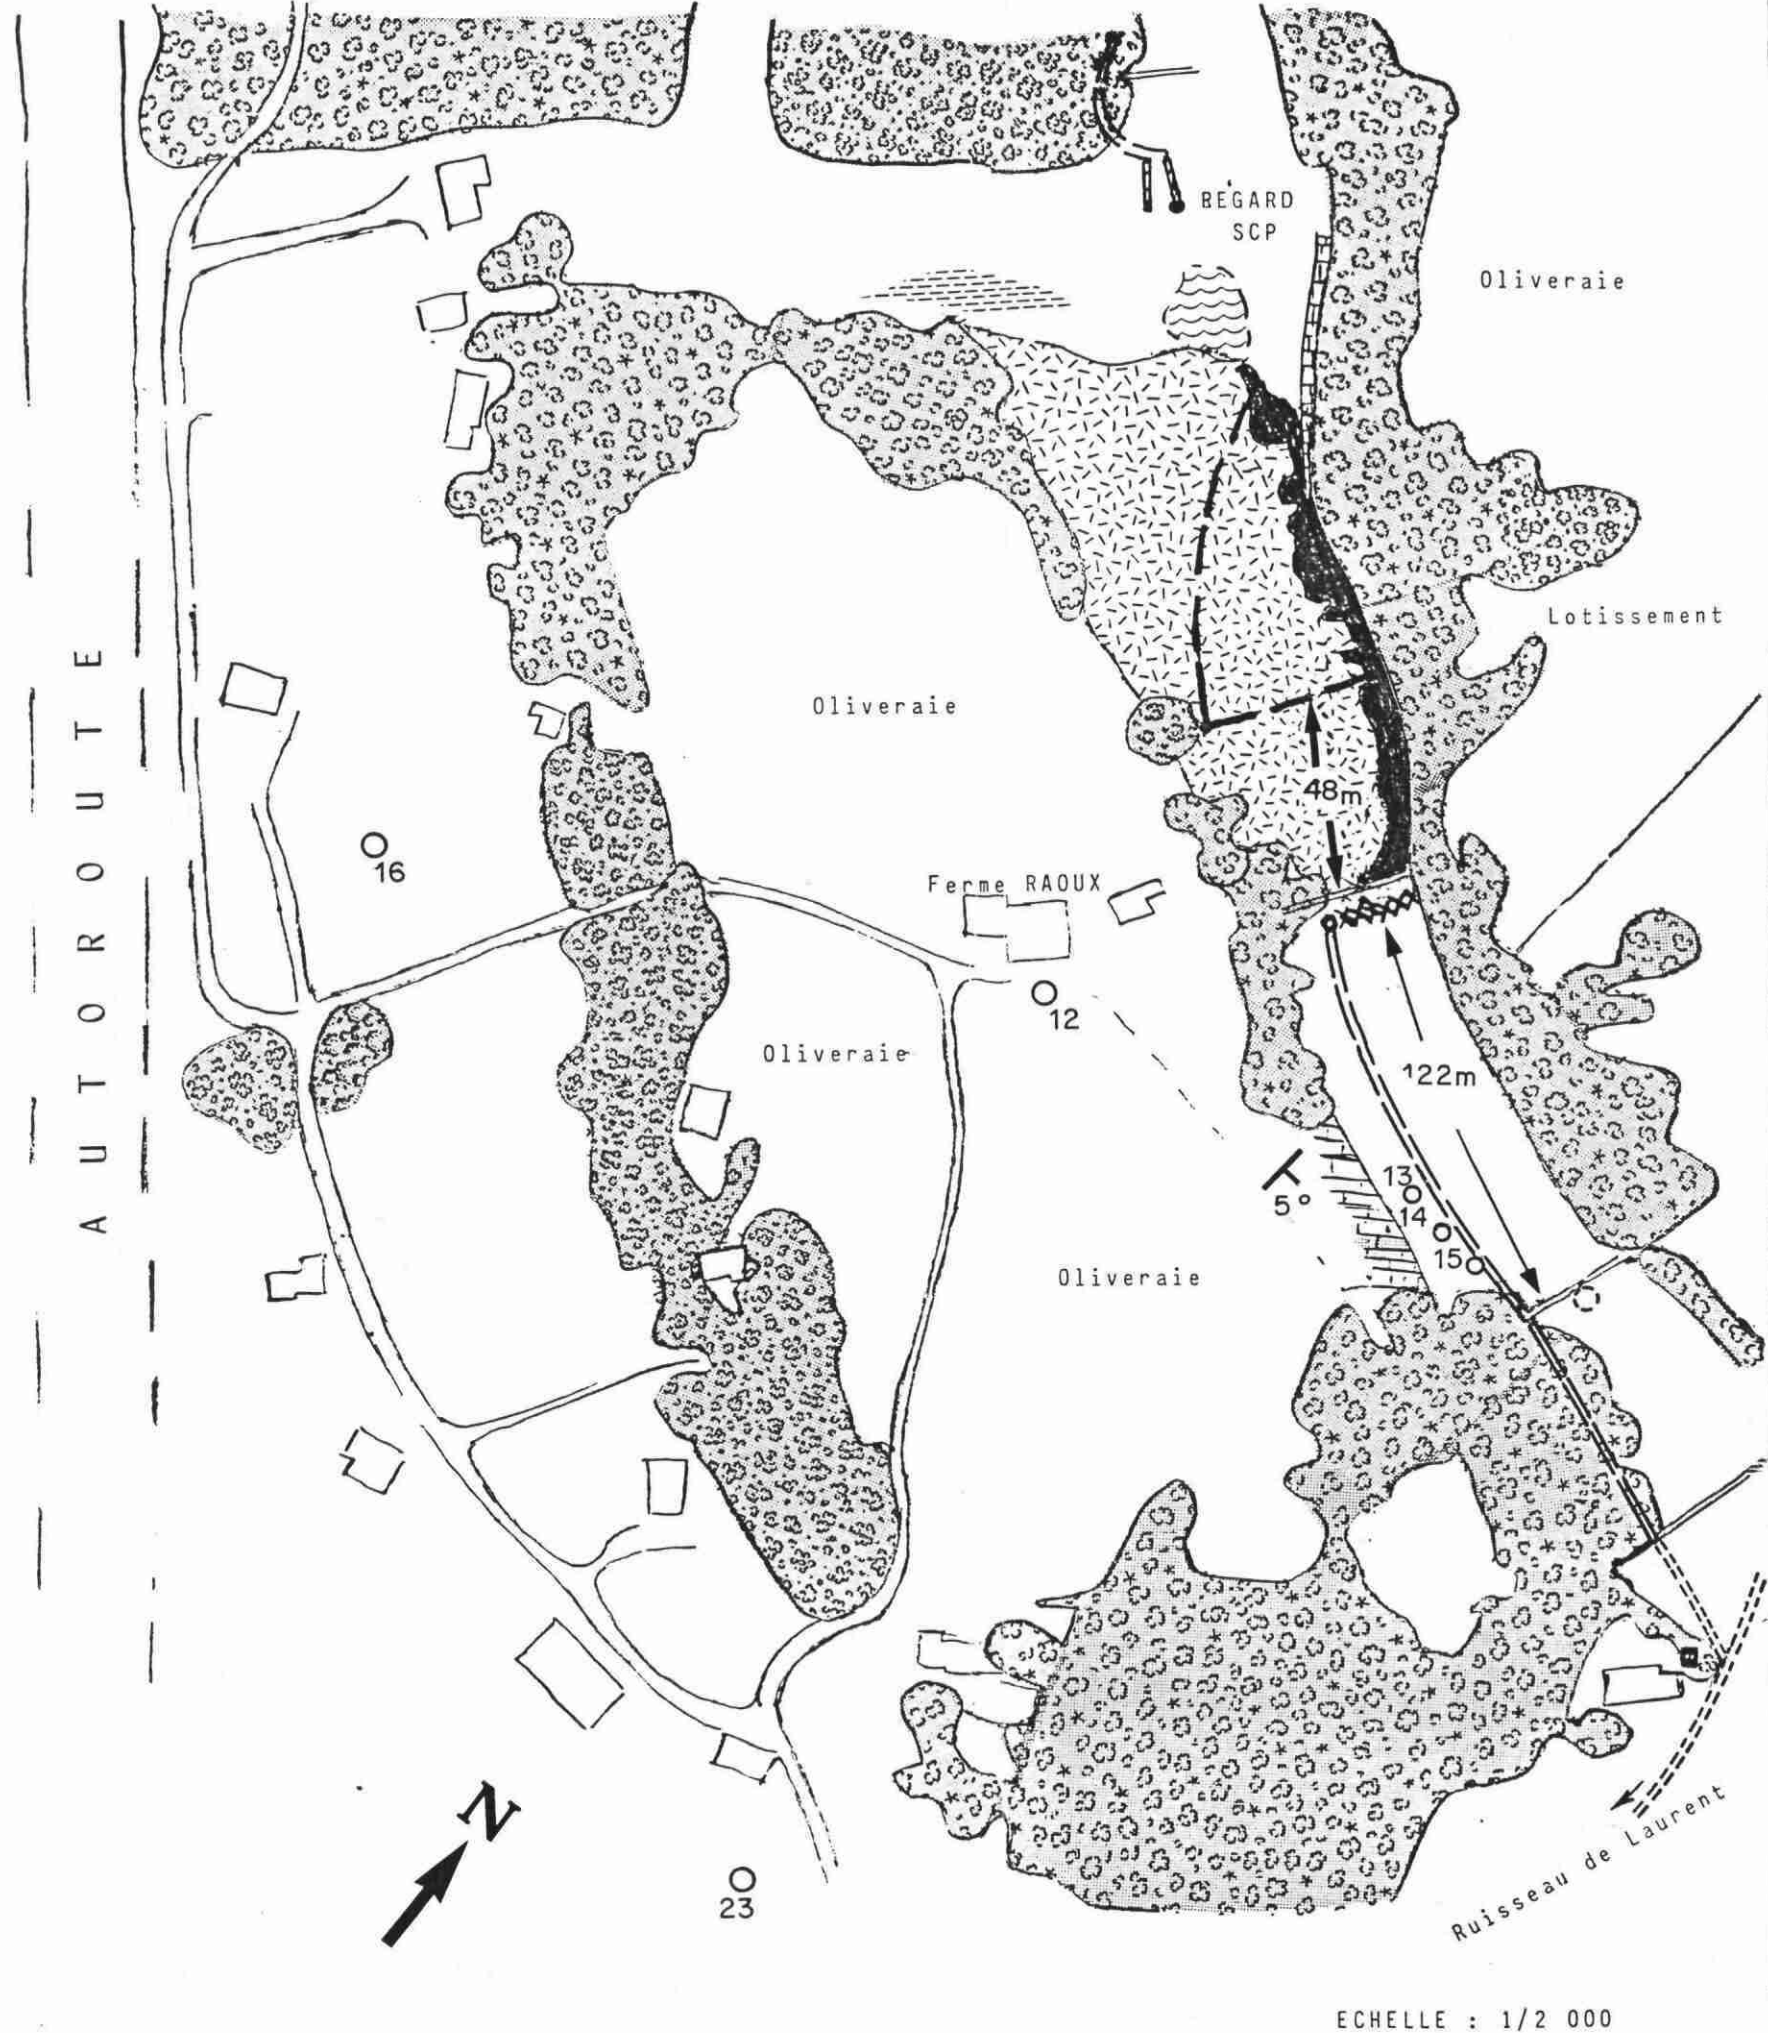 BÉGARD
SCP
Oliveraie
Lotissement
AUTOROUTE
Oliveraie
48m
16
Ferme RAOUX
12
Oliveraie
122m
5°
13
14
15
Oliveraie
N
Ruisseau de Laurent
23
ECHELLE : 1/2 000